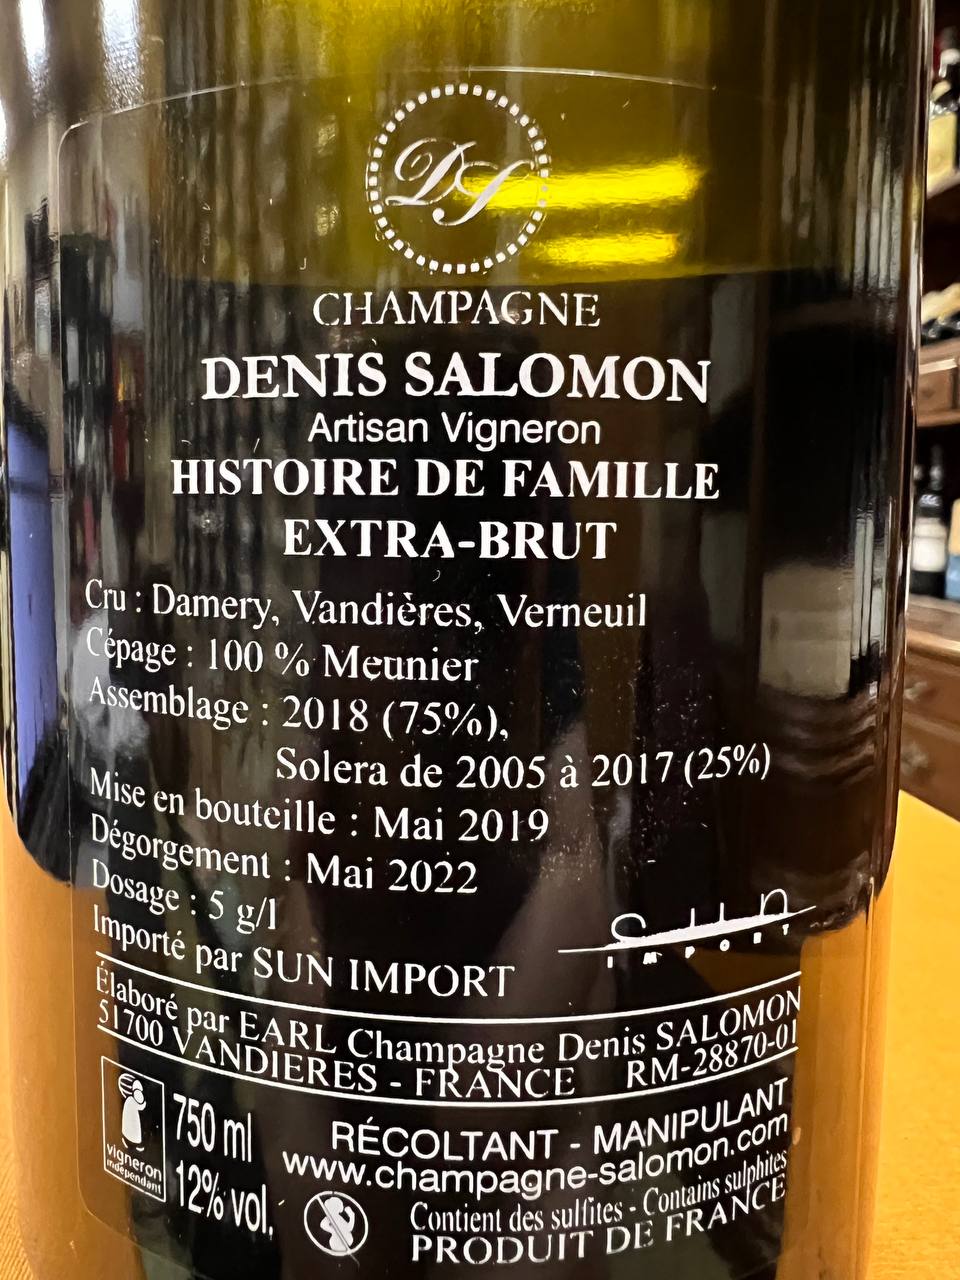 DS
CHAMPAGNE
DENIS SALOMON
Artisan Vigneron
HISTOIRE DE FAMILLE
EXTRA-BRUT
Cru : Damery, Vandières, Verneuil
Cépage : 100 % Meunier
Assemblage : 2018 (75%),
Solera de 2005 à 2017 (25%)
Mise en bouteille : Mai 2019
Dégorgement : Mai 2022
Dosage : 5 g/l
Importé par SUN IMPORT
IMPORT
Élaboré par EARL Champagne Denis SALOMON
51700 VANDIERES - FRANCE RM-28870-01
vigneron
indépendant
750 ml
12% vol.
RÉCOLTANT - MANIPULANT
www.champagne-salomon.com
Contient des sulfites - Contains sulphites
PRODUIT DE FRANCE